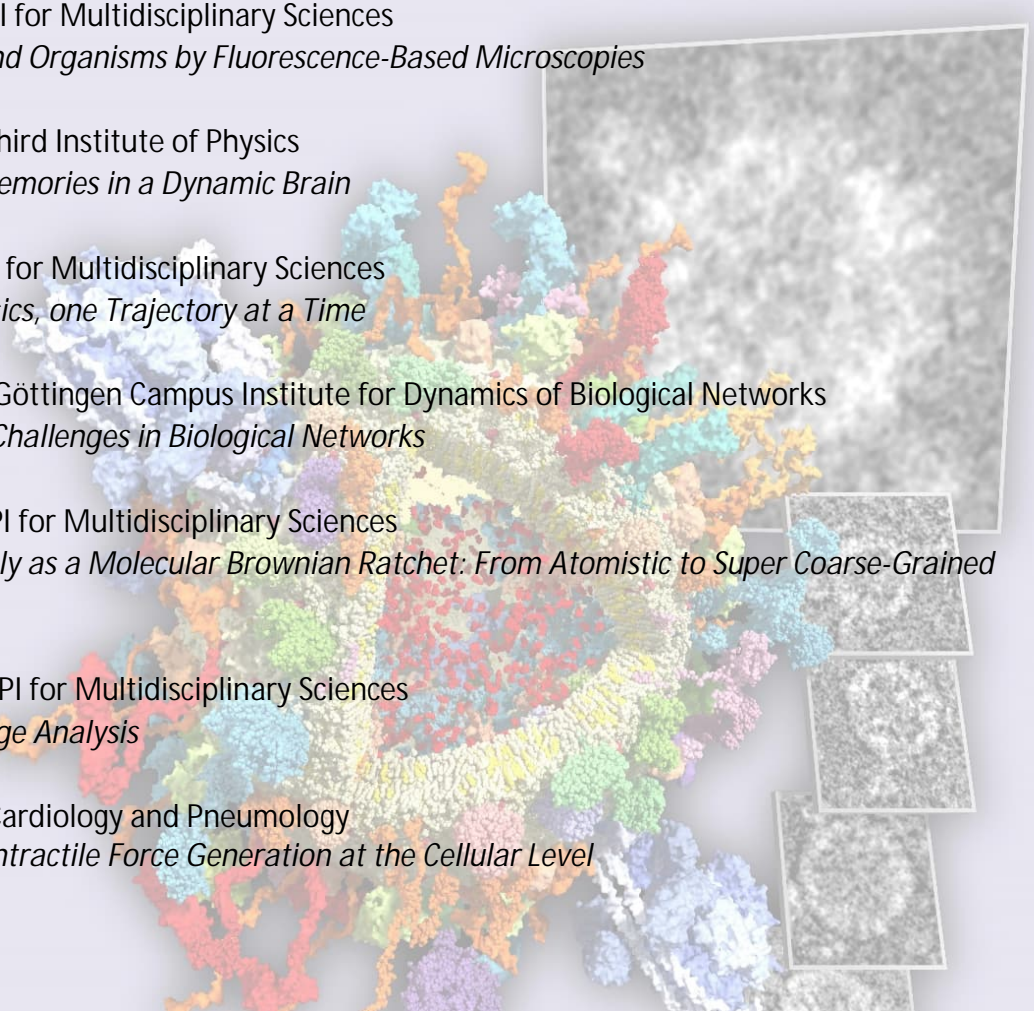 I for Multidisciplinary Sciences
nd Organisms by Fluorescence-Based Microscopies
hird Institute of Physics
emories in a Dynamic Brain
for Multidisciplinary Sciences
ics, one Trajectory at a Time
Göttingen Campus Institute for Dynamics of Biological Networks
Challenges in Biological Networks
PI for Multidisciplinary Sciences
ly as a Molecular Brownian Ratchet: From Atomistic to Super Coarse-Grained
PI for Multidisciplinary Sciences
ge Analysis
Cardiology and Pneumology
ntractile Force Generation at the Cellular Level